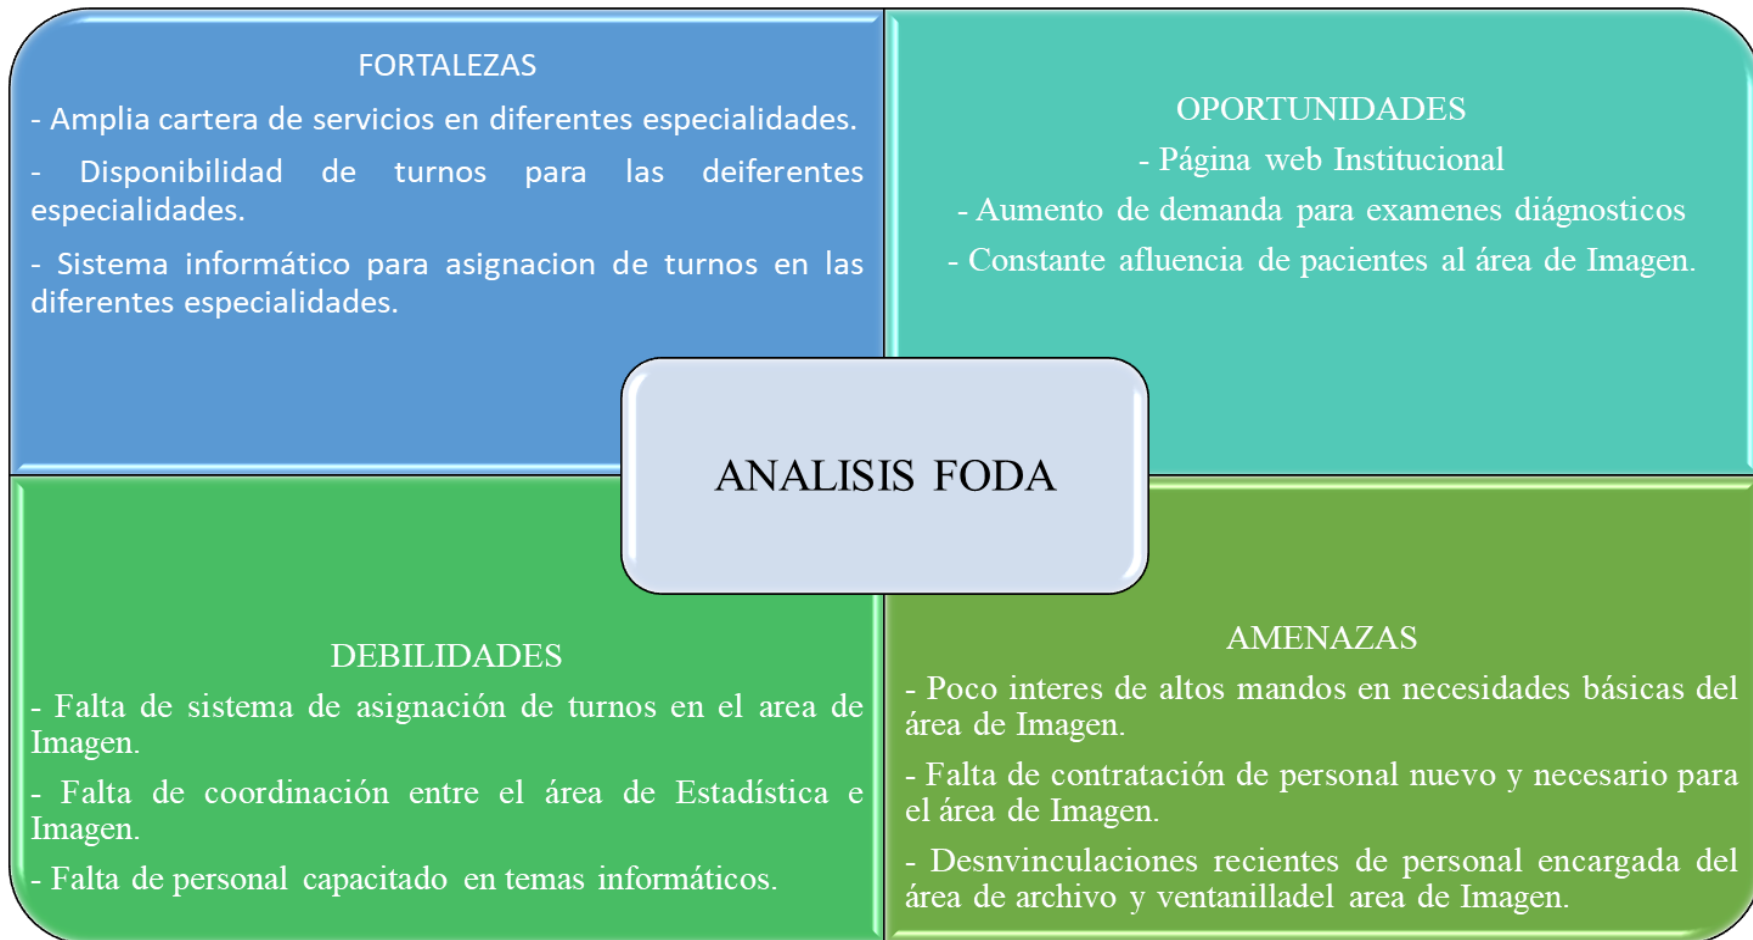 FORTALEZAS
- Amplia cartera de servicios en diferentes especialidades.
- Disponibilidad de turnos para las deiferentes
especialidades.
- Sistema informático para asignacion de turnos en las
diferentes especialidades.
OPORTUNIDADES
- Página web Institucional
- Aumento de demanda para examenes diágnosticos
- Constante afluencia de pacientes al área de Imagen.
ANALISIS FODA
DEBILIDADES
- Falta de sistema de asignación de turnos en el area de
Imagen.
- Falta de coordinación entre el área de Estadística e
Imagen.
- Falta de personal capacitado en temas informáticos.
AMENAZAS
- Poco interes de altos mandos en necesidades básicas del
área de Imagen.
- Falta de contratación de personal nuevo y necesario para
el área de Imagen.
- Desnvinculaciones recientes de personal encargada del
área de archivo y ventanilladel area de Imagen.